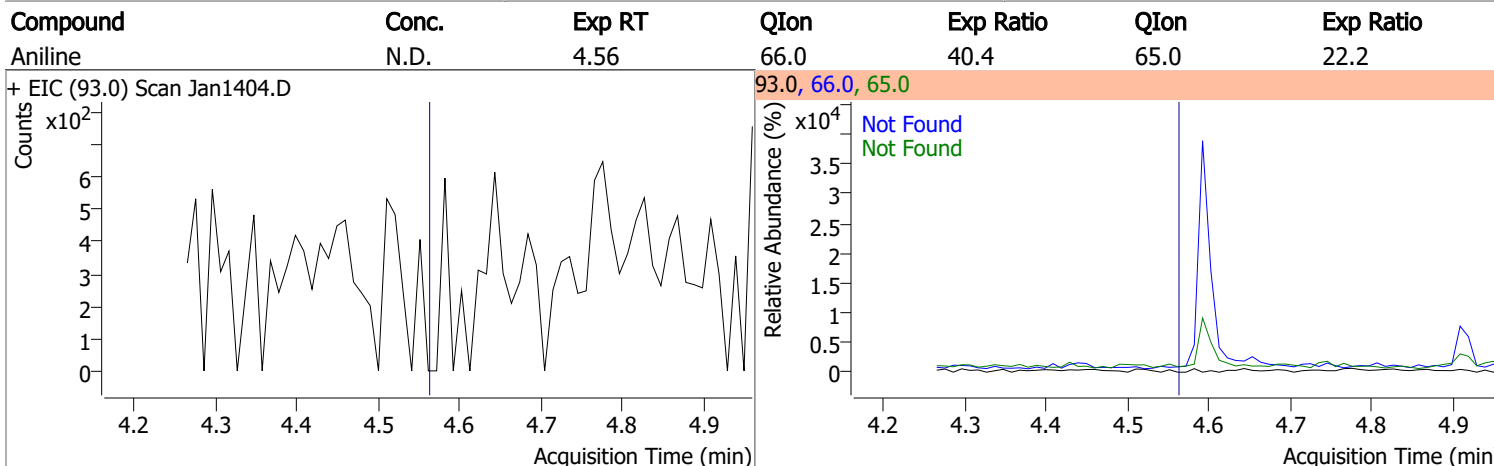 Compound Conc. Exp RT QIon Exp Ratio QIon Exp Ratio
Aniline N.D. 4.56 66.0 40.4 65.0 22.2
+ EIC (93.0) Scan Jan1404.D
Counts
x10²
6
5
4
3
2
1
0
4.2 4.3 4.4 4.5 4.6 4.7 4.8 4.9
Acquisition Time (min)
93.0, 66.0, 65.0
Relative Abundance (%)
x10⁴
Not Found
Not Found
3.5
3
2.5
2
1.5
1
0.5
0
4.2 4.3 4.4 4.5 4.6 4.7 4.8 4.9
Acquisition Time (min)